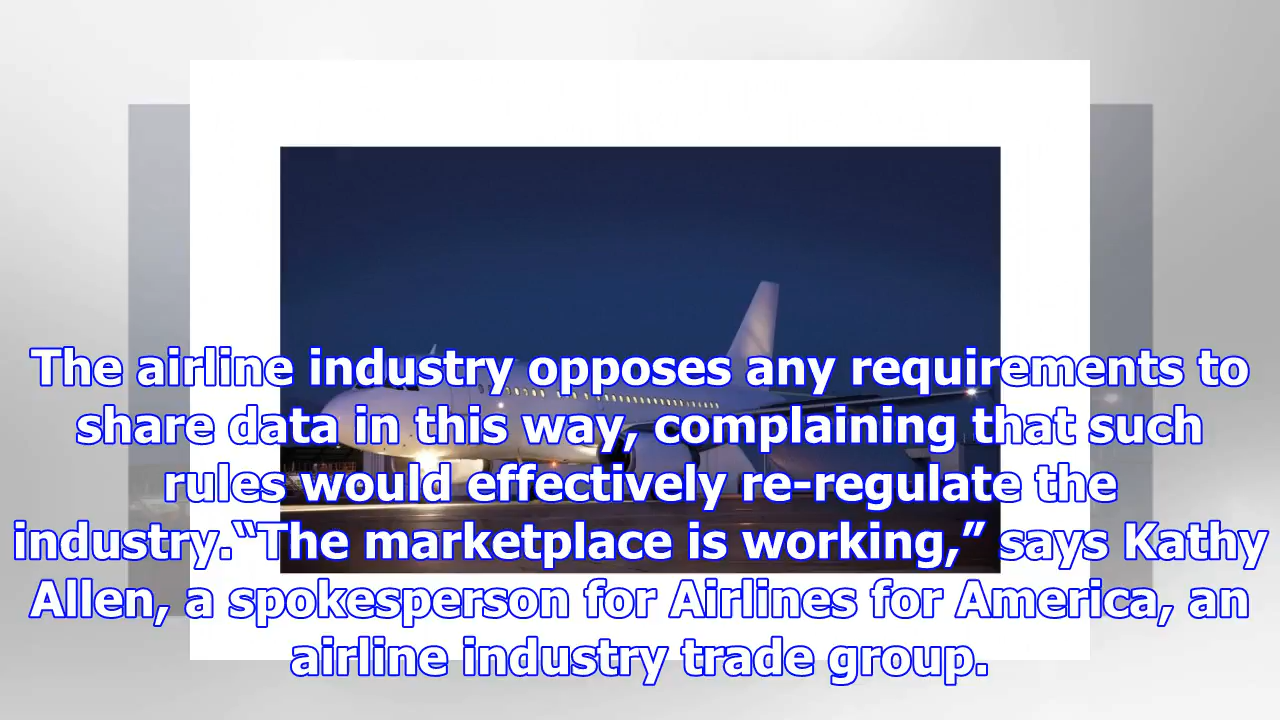 The airline industry opposes any requirements to
share data in this way, complaining that such
rules would effectively re-regulate the
industry.“The marketplace is working,” says Kathy
Allen, a spokesperson for Airlines for America, an
airline industry trade group.